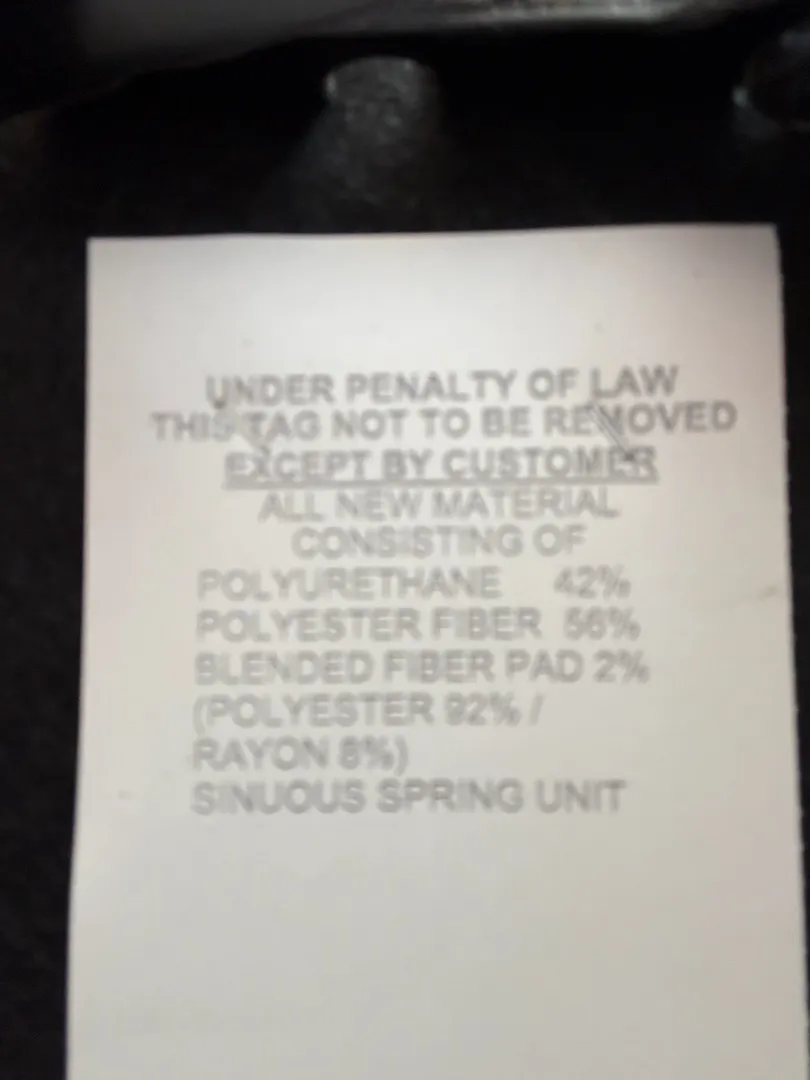 UNDER PENALTY OF LAW
THIS TAG NOT TO BE REMOVED
EXCEPT BY CUSTOMER
ALL NEW MATERIAL
CONSISTING OF
POLYURETHANE 42%
POLYESTER FIBER 56%
BLENDED FIBER PAD 2%
(POLYESTER 92% /
RAYON 8%)
SINUOUS SPRING UNIT